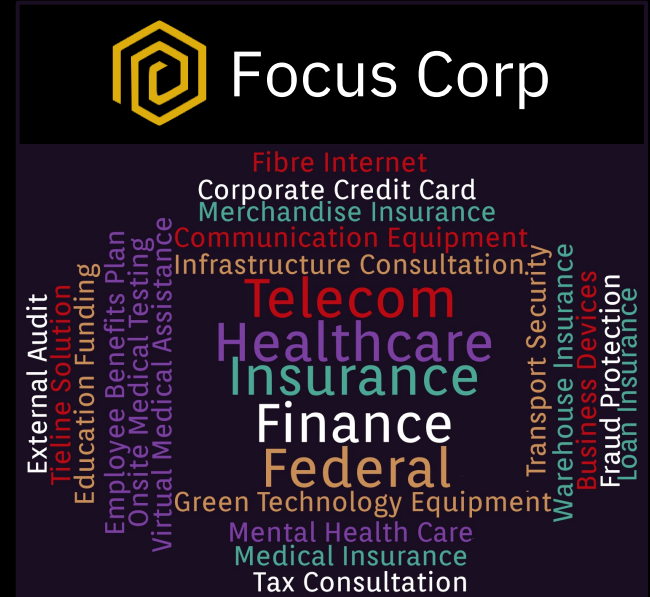 Focus Corp
Fibre Internet
Corporate Credit Card
Merchandise Insurance
Communication Equipment
Infrastructure Consultation
Telecom
Healthcare
Insurance
Finance
Federal
Green Technology Equipment
Mental Health Care
Medical Insurance
Tax Consultation
External Audit
Tieline Solution
Education Funding
Employee Benefits Plan
Onsite Medical Testing
Virtual Medical Assistance
Transport Security
Warehouse Insurance
Business Devices
Fraud Protection
Loan Insurance